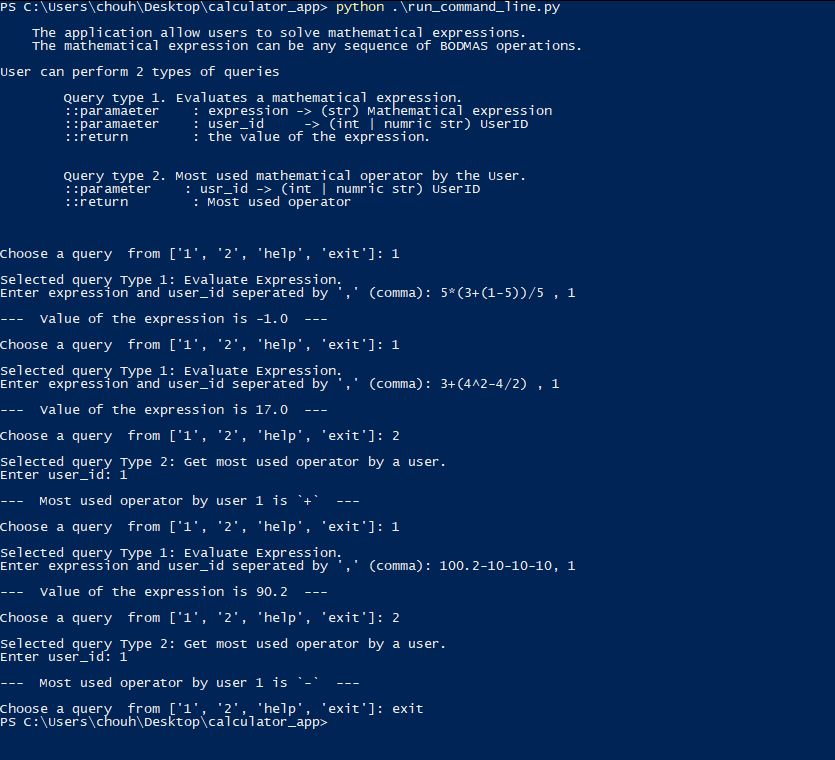 PS C:\Users\chouh\Desktop\calculator_app> python .\run_command_line.py
The application allow users to solve mathematical expressions.
The mathematical expression can be any sequence of BODMAS operations.
User can perform 2 types of queries
Query type 1. Evaluates a mathematical expression.
::paramaeter    : expression -> (str) Mathematical expression
::paramaeter    : user_id     -> (int | numric str) UserID
::return        : the value of the expression.
Query type 2. Most used mathematical operator by the User.
::parameter    : usr_id -> (int | numric str) UserID
::return        : Most used operator
Choose a query  from ['1', '2', 'help', 'exit']: 1
Selected query Type 1: Evaluate Expression.
Enter expression and user_id seperated by ',' (comma): 5*(3+(1-5))/5 , 1
---  Value of the expression is -1.0  ---
Choose a query  from ['1', '2', 'help', 'exit']: 1
Selected query Type 1: Evaluate Expression.
Enter expression and user_id seperated by ',' (comma): 3+(4^2-4/2) , 1
---  Value of the expression is 17.0  ---
Choose a query  from ['1', '2', 'help', 'exit']: 2
Selected query Type 2: Get most used operator by a user.
Enter user_id: 1
---  Most used operator by user 1 is `+`  ---
Choose a query  from ['1', '2', 'help', 'exit']: 1
Selected query Type 1: Evaluate Expression.
Enter expression and user_id seperated by ',' (comma): 100.2-10-10-10, 1
---  Value of the expression is 90.2  ---
Choose a query  from ['1', '2', 'help', 'exit']: 2
Selected query Type 2: Get most used operator by a user.
Enter user_id: 1
---  Most used operator by user 1 is `-`  ---
Choose a query  from ['1', '2', 'help', 'exit']: exit
PS C:\Users\chouh\Desktop\calculator_app>